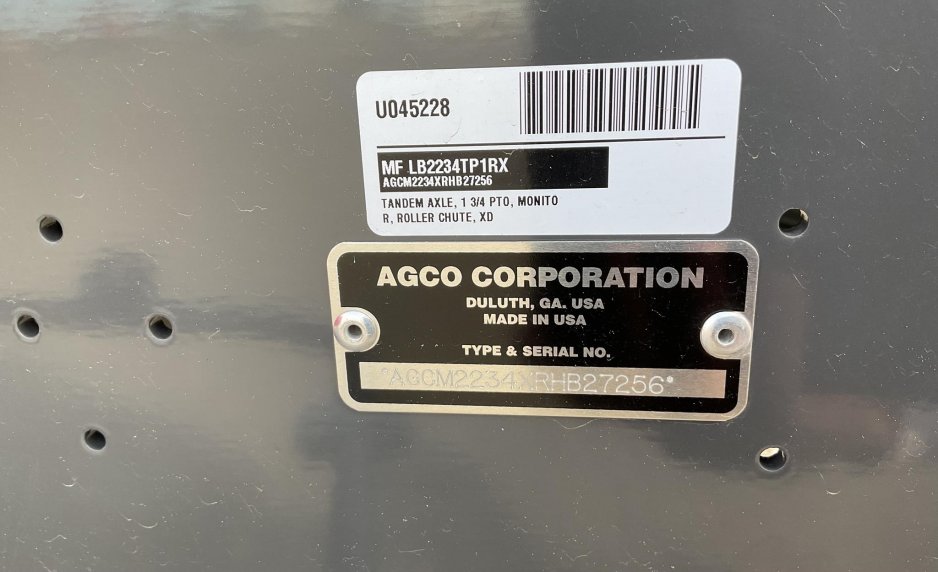 U045228
MF LB2234TP1RX
AGCM2234XRHB27256
TANDEM AXLE, 1 3/4 PTO, MONITO
R, ROLLER CHUTE, XD
AGCO CORPORATION
DULUTH, GA. USA
MADE IN USA
TYPE & SERIAL NO.
*AGCM2234XRHB27256*